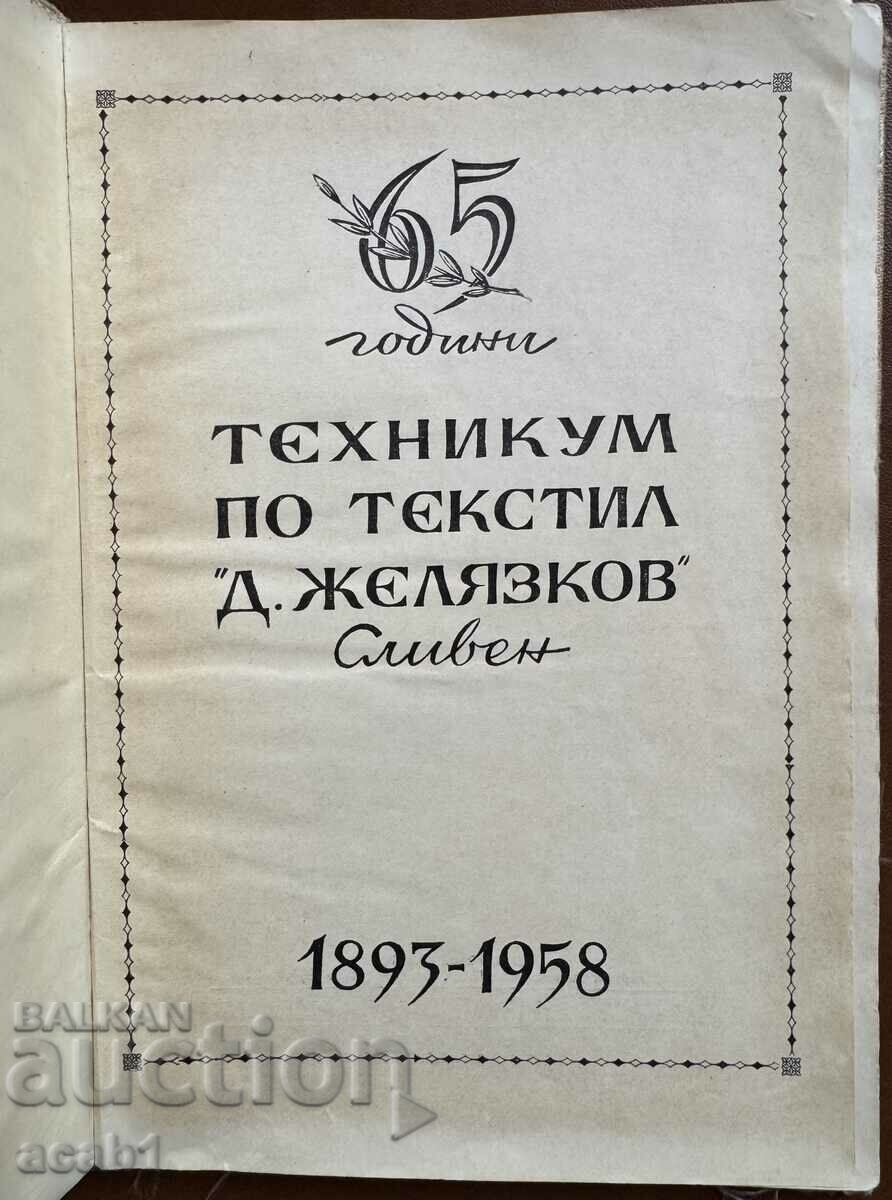 65
години
ТЕХНИКУМ
ПО ТЕКСТИЛ
"Д. ЖЕЛЯЗКОВ"
Сливен
1893-1958
BALKAN
auction
acab1